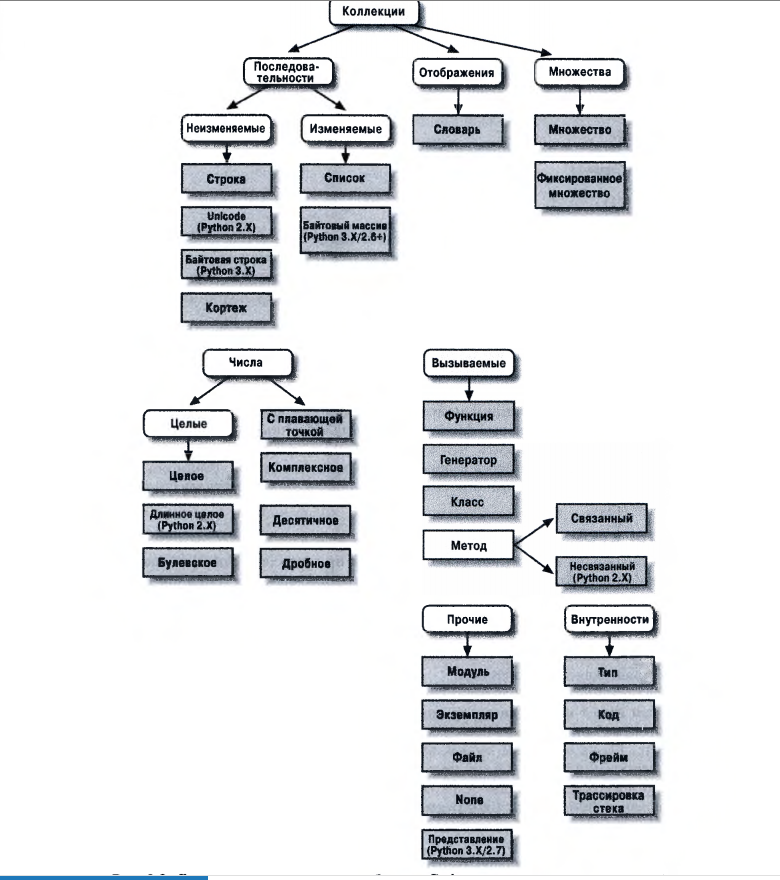 Коллекции
Последова-
тельности
Отображения
Множества
Неизменяемые
Изменяемые
Словарь
Множество
Строка
Список
Фиксированное
множество
Unicode
(Python 2.X)
Байтовый массив
(Python 3.X/2.6+)
Байтовая строка
(Python 3.X)
Кортеж
Числа
Вызываемые
Целые
С плавающей
точкой
Функция
Целое
Комплексное
Генератор
Длинное целое
(Python 2.X)
Десятичное
Класс
Связанный
Метод
Булевское
Дробное
Несвязанный
(Python 2.X)
Прочие
Внутренности
Модуль
Тип
Экземпляр
Код
Файл
Фрейм
None
Трассировка
стека
Представление
(Python 3.X/2.7)